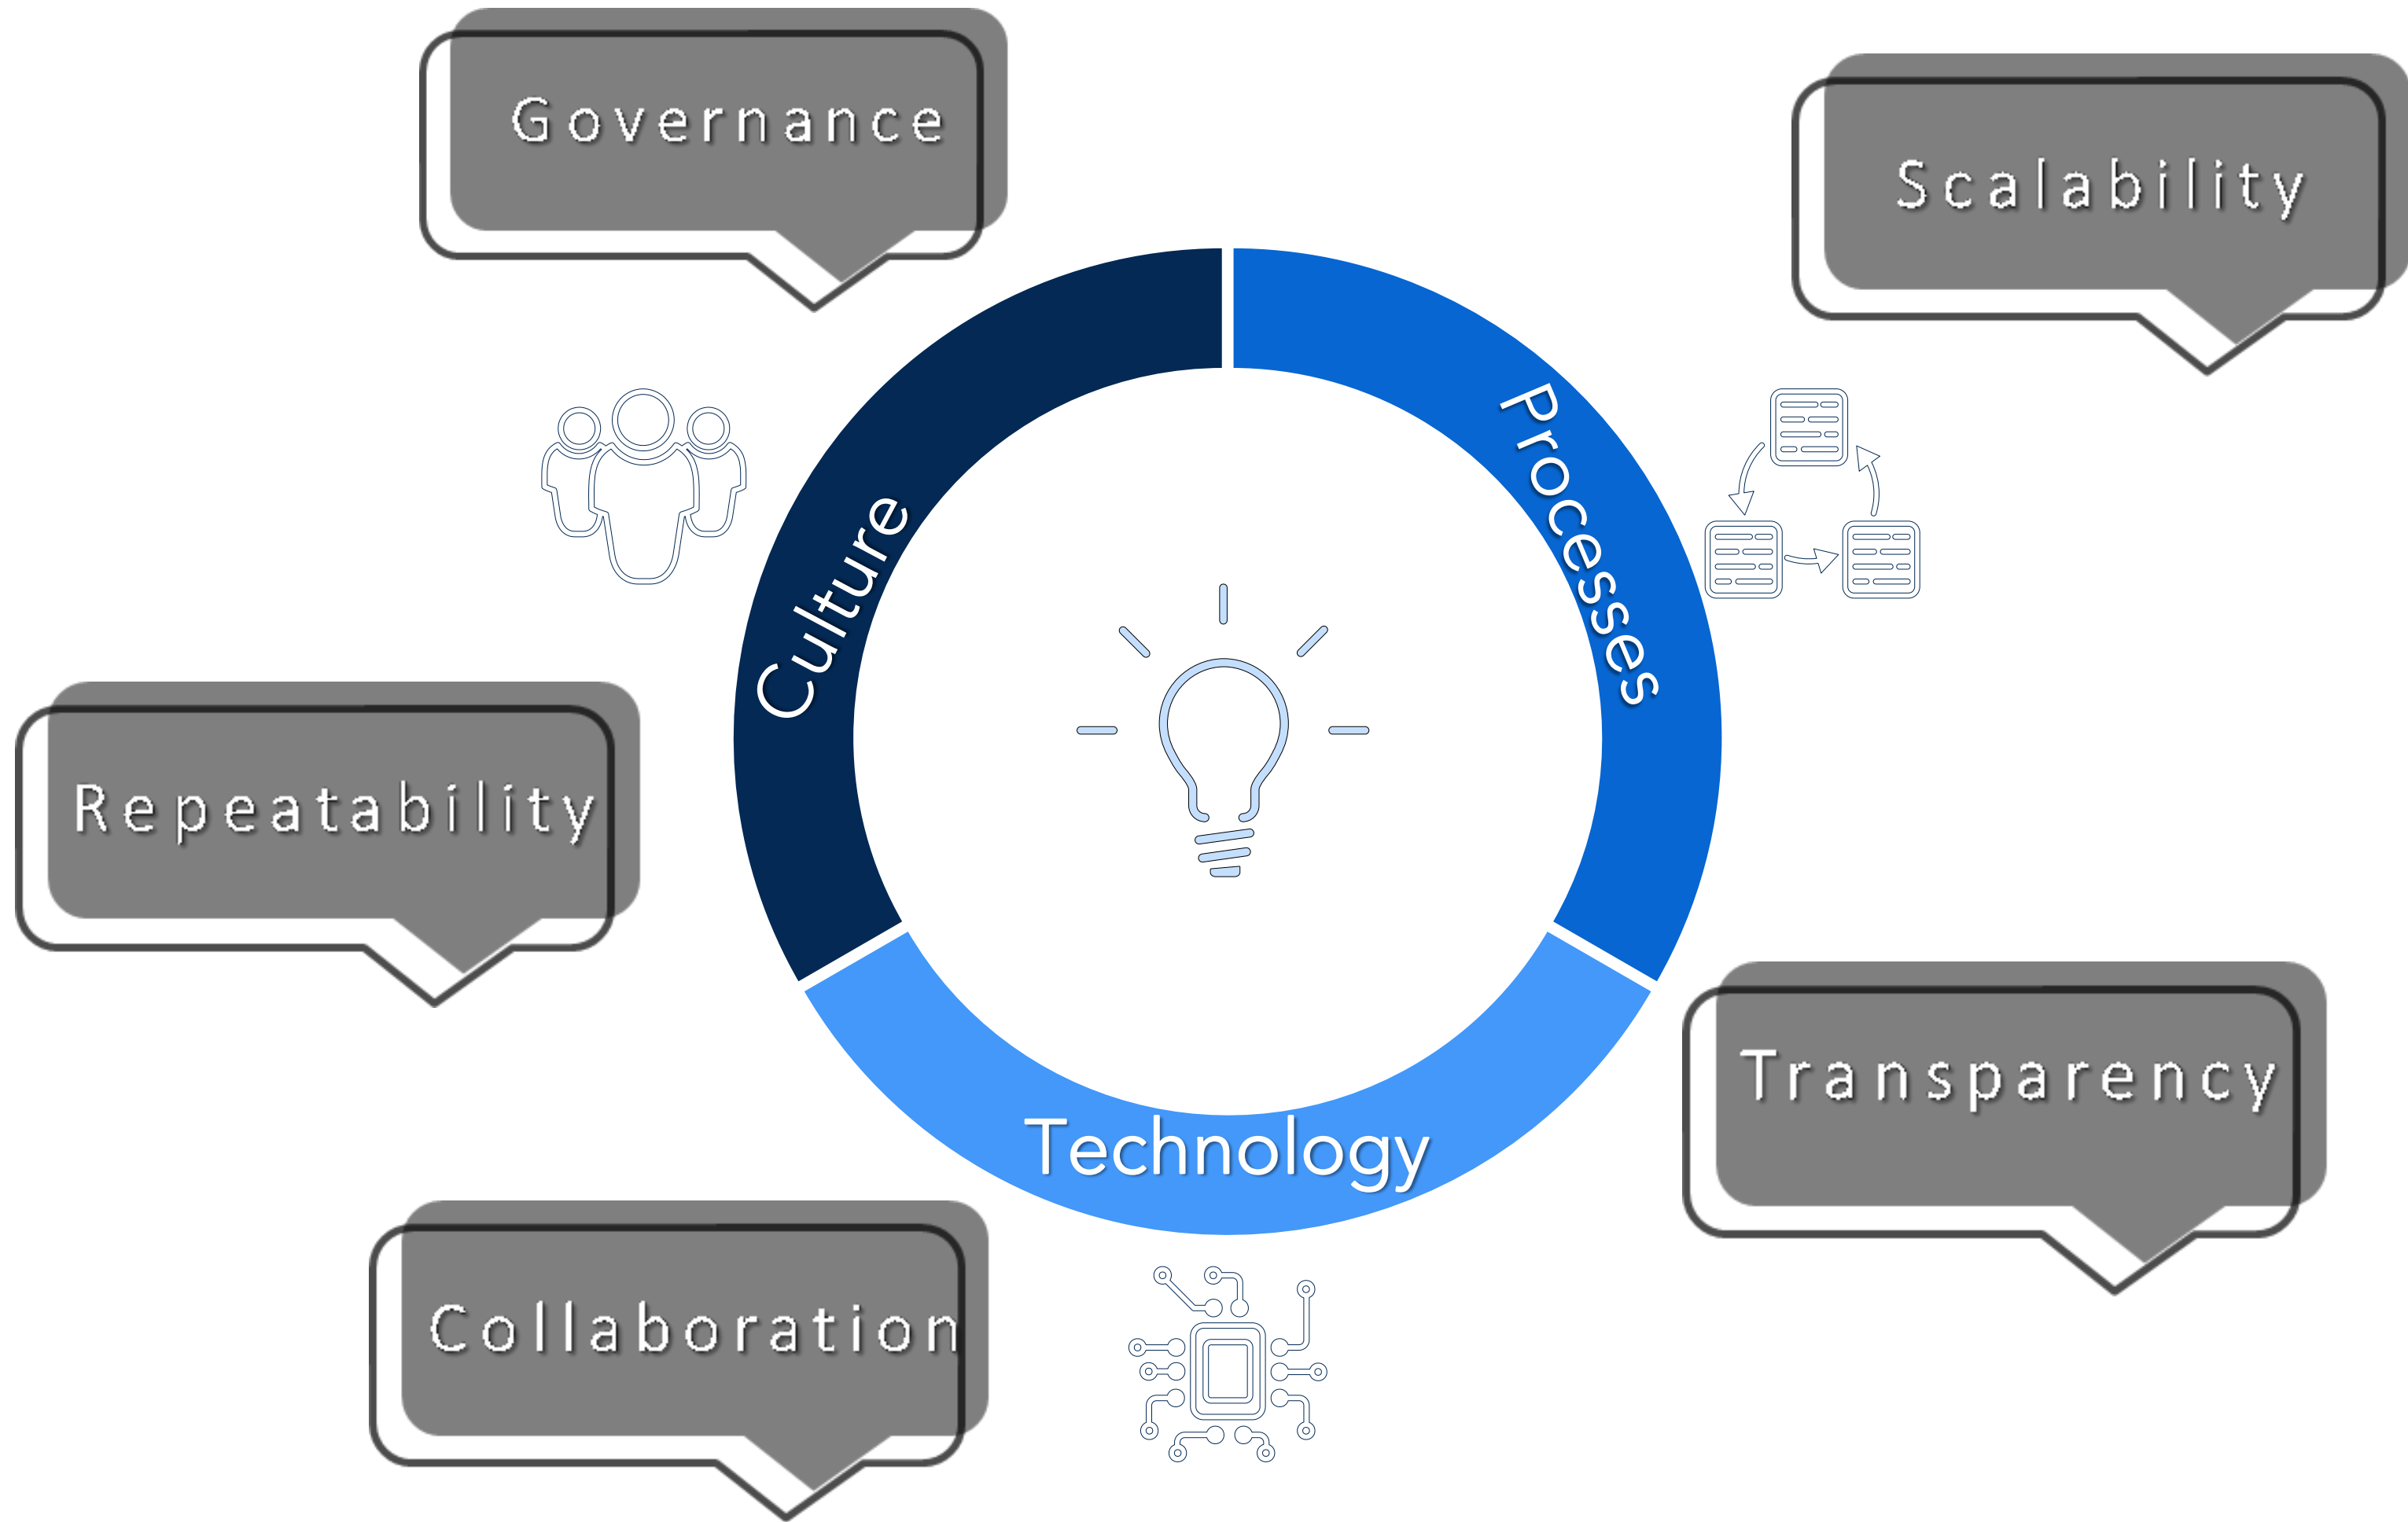 Governance
Scalability
Culture
Processes
Repeatability
Transparency
Technology
Collaboration